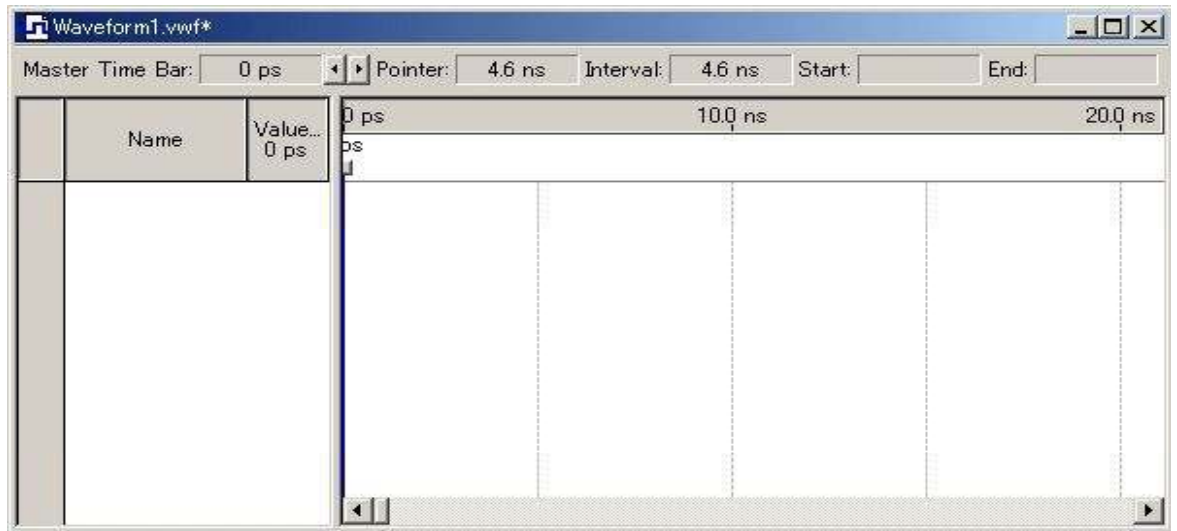 Waveform1.vwf*
Master Time Bar: 0 ps Pointer: 4.6 ns Interval: 4.6 ns Start: End:
Name
Value...
0 ps
0 ps 10.0 ns 20.0 ns
ps